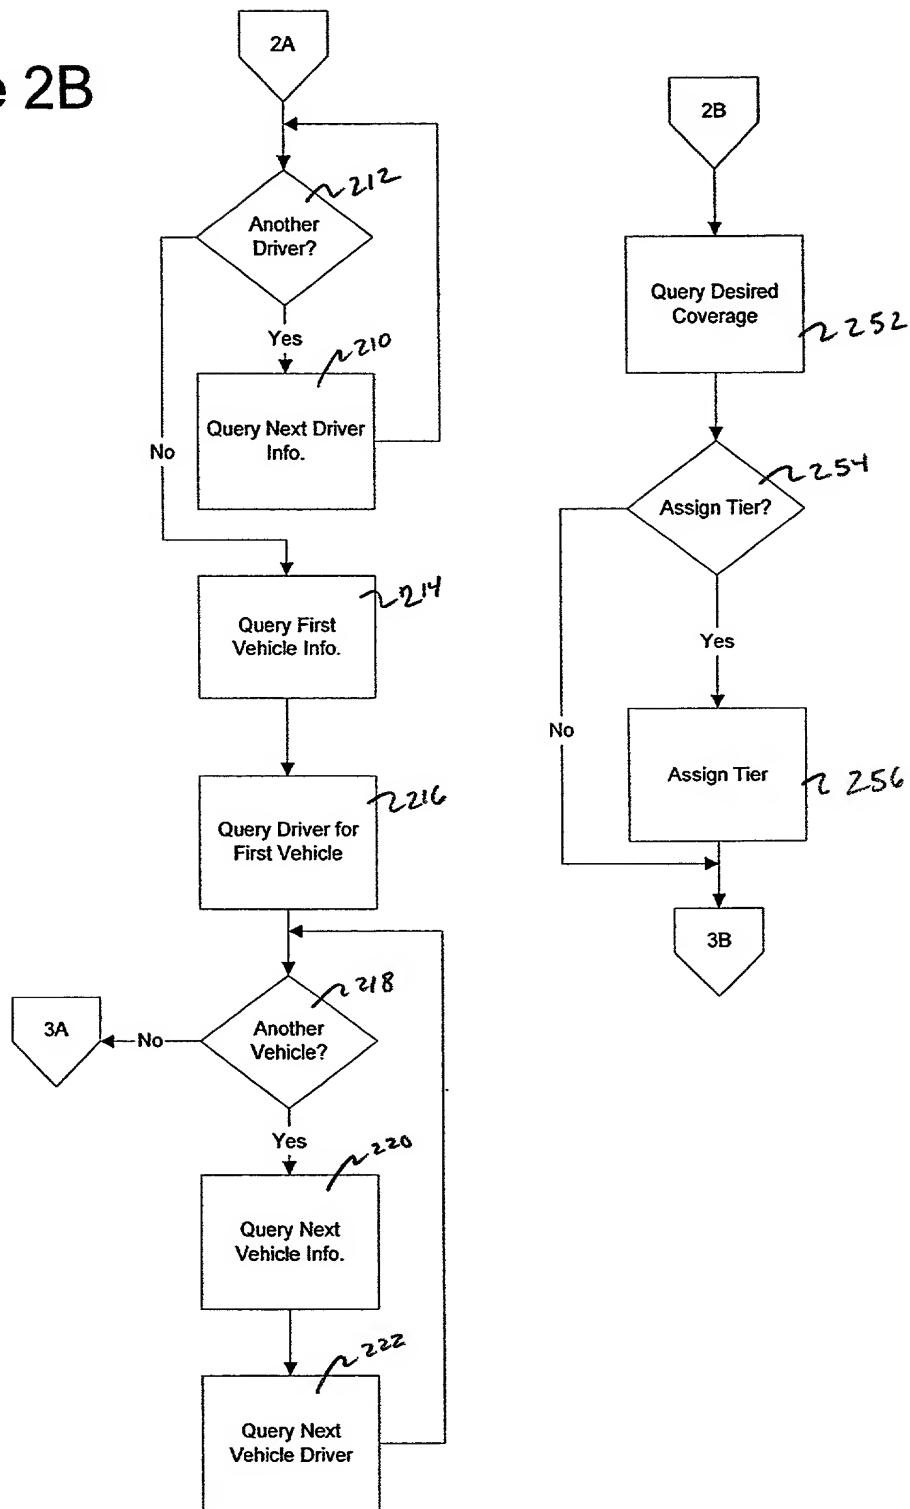 e 2B
2A
212
Another
Driver?
Yes
210
Query Next Driver
Info.
No
214
Query First
Vehicle Info.
216
Query Driver for
First Vehicle
218
Another
Vehicle?
No
3A
Yes
220
Query Next
Vehicle Info.
222
Query Next
Vehicle Driver
2B
Query Desired
Coverage
252
254
Assign Tier?
Yes
No
Assign Tier
256
3B